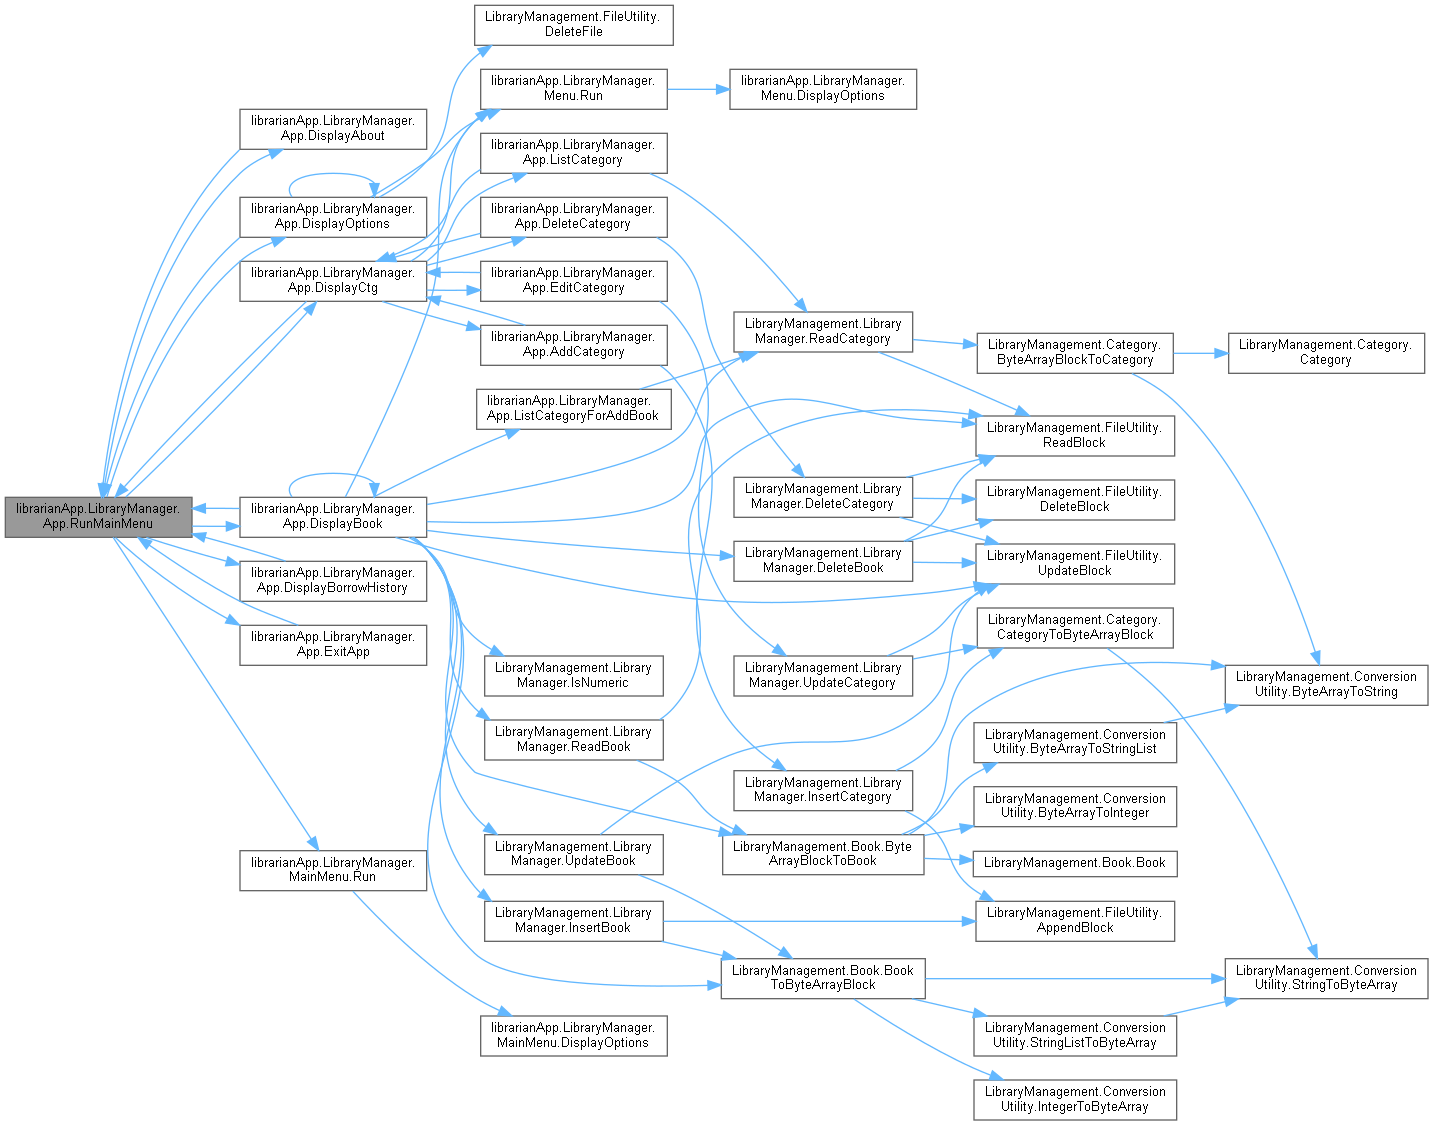 LibraryManagement.FileUtility.
DeleteFile
librarianApp.LibraryManager.
Menu.Run
librarianApp.LibraryManager.
Menu.DisplayOptions
librarianApp.LibraryManager.
App.DisplayAbout
librarianApp.LibraryManager.
App.ListCategory
librarianApp.LibraryManager.
App.DisplayOptions
librarianApp.LibraryManager.
App.DeleteCategory
librarianApp.LibraryManager.
App.DisplayCtg
librarianApp.LibraryManager.
App.EditCategory
librarianApp.LibraryManager.
App.AddCategory
LibraryManagement.Library
Manager.ReadCategory
LibraryManagement.Category.
ByteArrayBlockToCategory
LibraryManagement.Category.
Category
librarianApp.LibraryManager.
App.ListCategoryForAddBook
LibraryManagement.FileUtility.
ReadBlock
librarianApp.LibraryManager.
App.RunMainMenu
librarianApp.LibraryManager.
App.DisplayBook
LibraryManagement.Library
Manager.DeleteCategory
LibraryManagement.FileUtility.
DeleteBlock
LibraryManagement.Library
Manager.DeleteBook
LibraryManagement.FileUtility.
UpdateBlock
librarianApp.LibraryManager.
App.DisplayBorrowHistory
librarianApp.LibraryManager.
App.ExitApp
LibraryManagement.Category.
CategoryToByteArrayBlock
LibraryManagement.Library
Manager.IsNumeric
LibraryManagement.Library
Manager.UpdateCategory
LibraryManagement.Conversion
Utility.ByteArrayToString
LibraryManagement.Library
Manager.ReadBook
LibraryManagement.Conversion
Utility.ByteArrayToStringList
LibraryManagement.Library
Manager.InsertCategory
LibraryManagement.Conversion
Utility.ByteArrayToInteger
LibraryManagement.Library
Manager.UpdateBook
LibraryManagement.Book.Byte
ArrayBlockToBook
LibraryManagement.Book.Book
librarianApp.LibraryManager.
MainMenu.Run
LibraryManagement.Library
Manager.InsertBook
LibraryManagement.FileUtility.
AppendBlock
LibraryManagement.Book.Book
ToByteArrayBlock
LibraryManagement.Conversion
Utility.StringToByteArray
librarianApp.LibraryManager.
MainMenu.DisplayOptions
LibraryManagement.Conversion
Utility.StringListToByteArray
LibraryManagement.Conversion
Utility.IntegerToByteArray